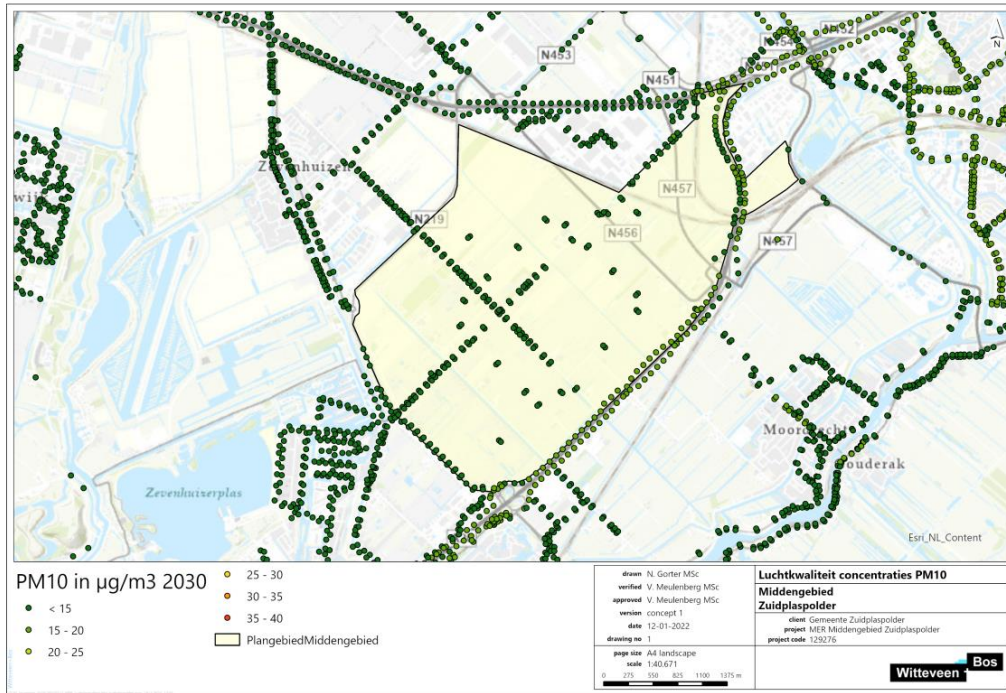 N453
N454
N452
N451
Zevenhuizen
N457
N219
N456
N457
Moordrecht
Gouderak
Zevenhuizerplas
Esri_NL_Content
N
PM10 in µg/m3 2030
< 15
15 - 20
20 - 25
25 - 30
30 - 35
35 - 40
PlangebiedMiddengebied
drawn N. Gorter MSc
verified V. Meulenberg MSc
approved V. Meulenberg MSc
version concept 1
date 12-01-2022
drawing no 1
page size A4 landscape
scale 1:40.671
0 275 550 825 1100 1375 m
Luchtkwaliteit concentraties PM10
Middengebied
Zuidplaspolder
client Gemeente Zuidplaspolder
project MER Middengebied Zuidplaspolder
project code 129276
Witteveen + Bos